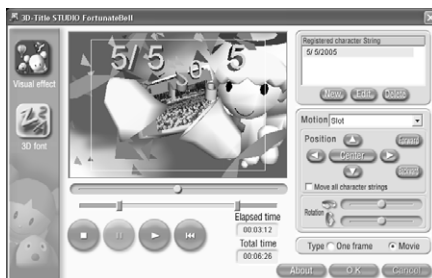 3D-Title STUDIO FortunateBell
Visual effect
3D font
5/ 5 5
Registered character String
5/ 5/2005
New Edit Delete
Motion Slot
Position
Center
Move all character strings
Rotation
Elapsed time
00:03:12
Total time
00:06:26
Type One frame Movie
About O K Cancel